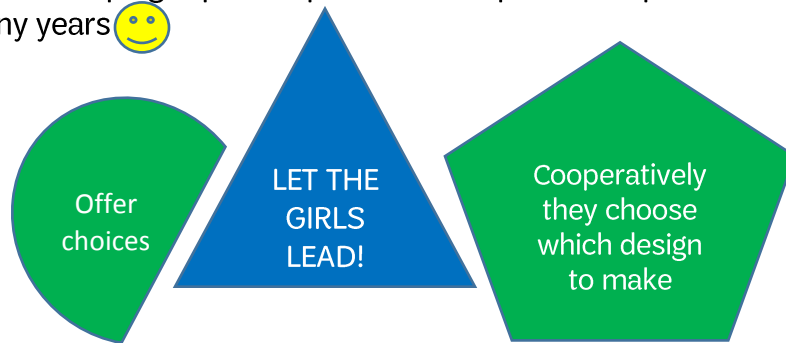 ny years
Offer
choices
LET THE
GIRLS
LEAD!
Cooperatively
they choose
which design
to make